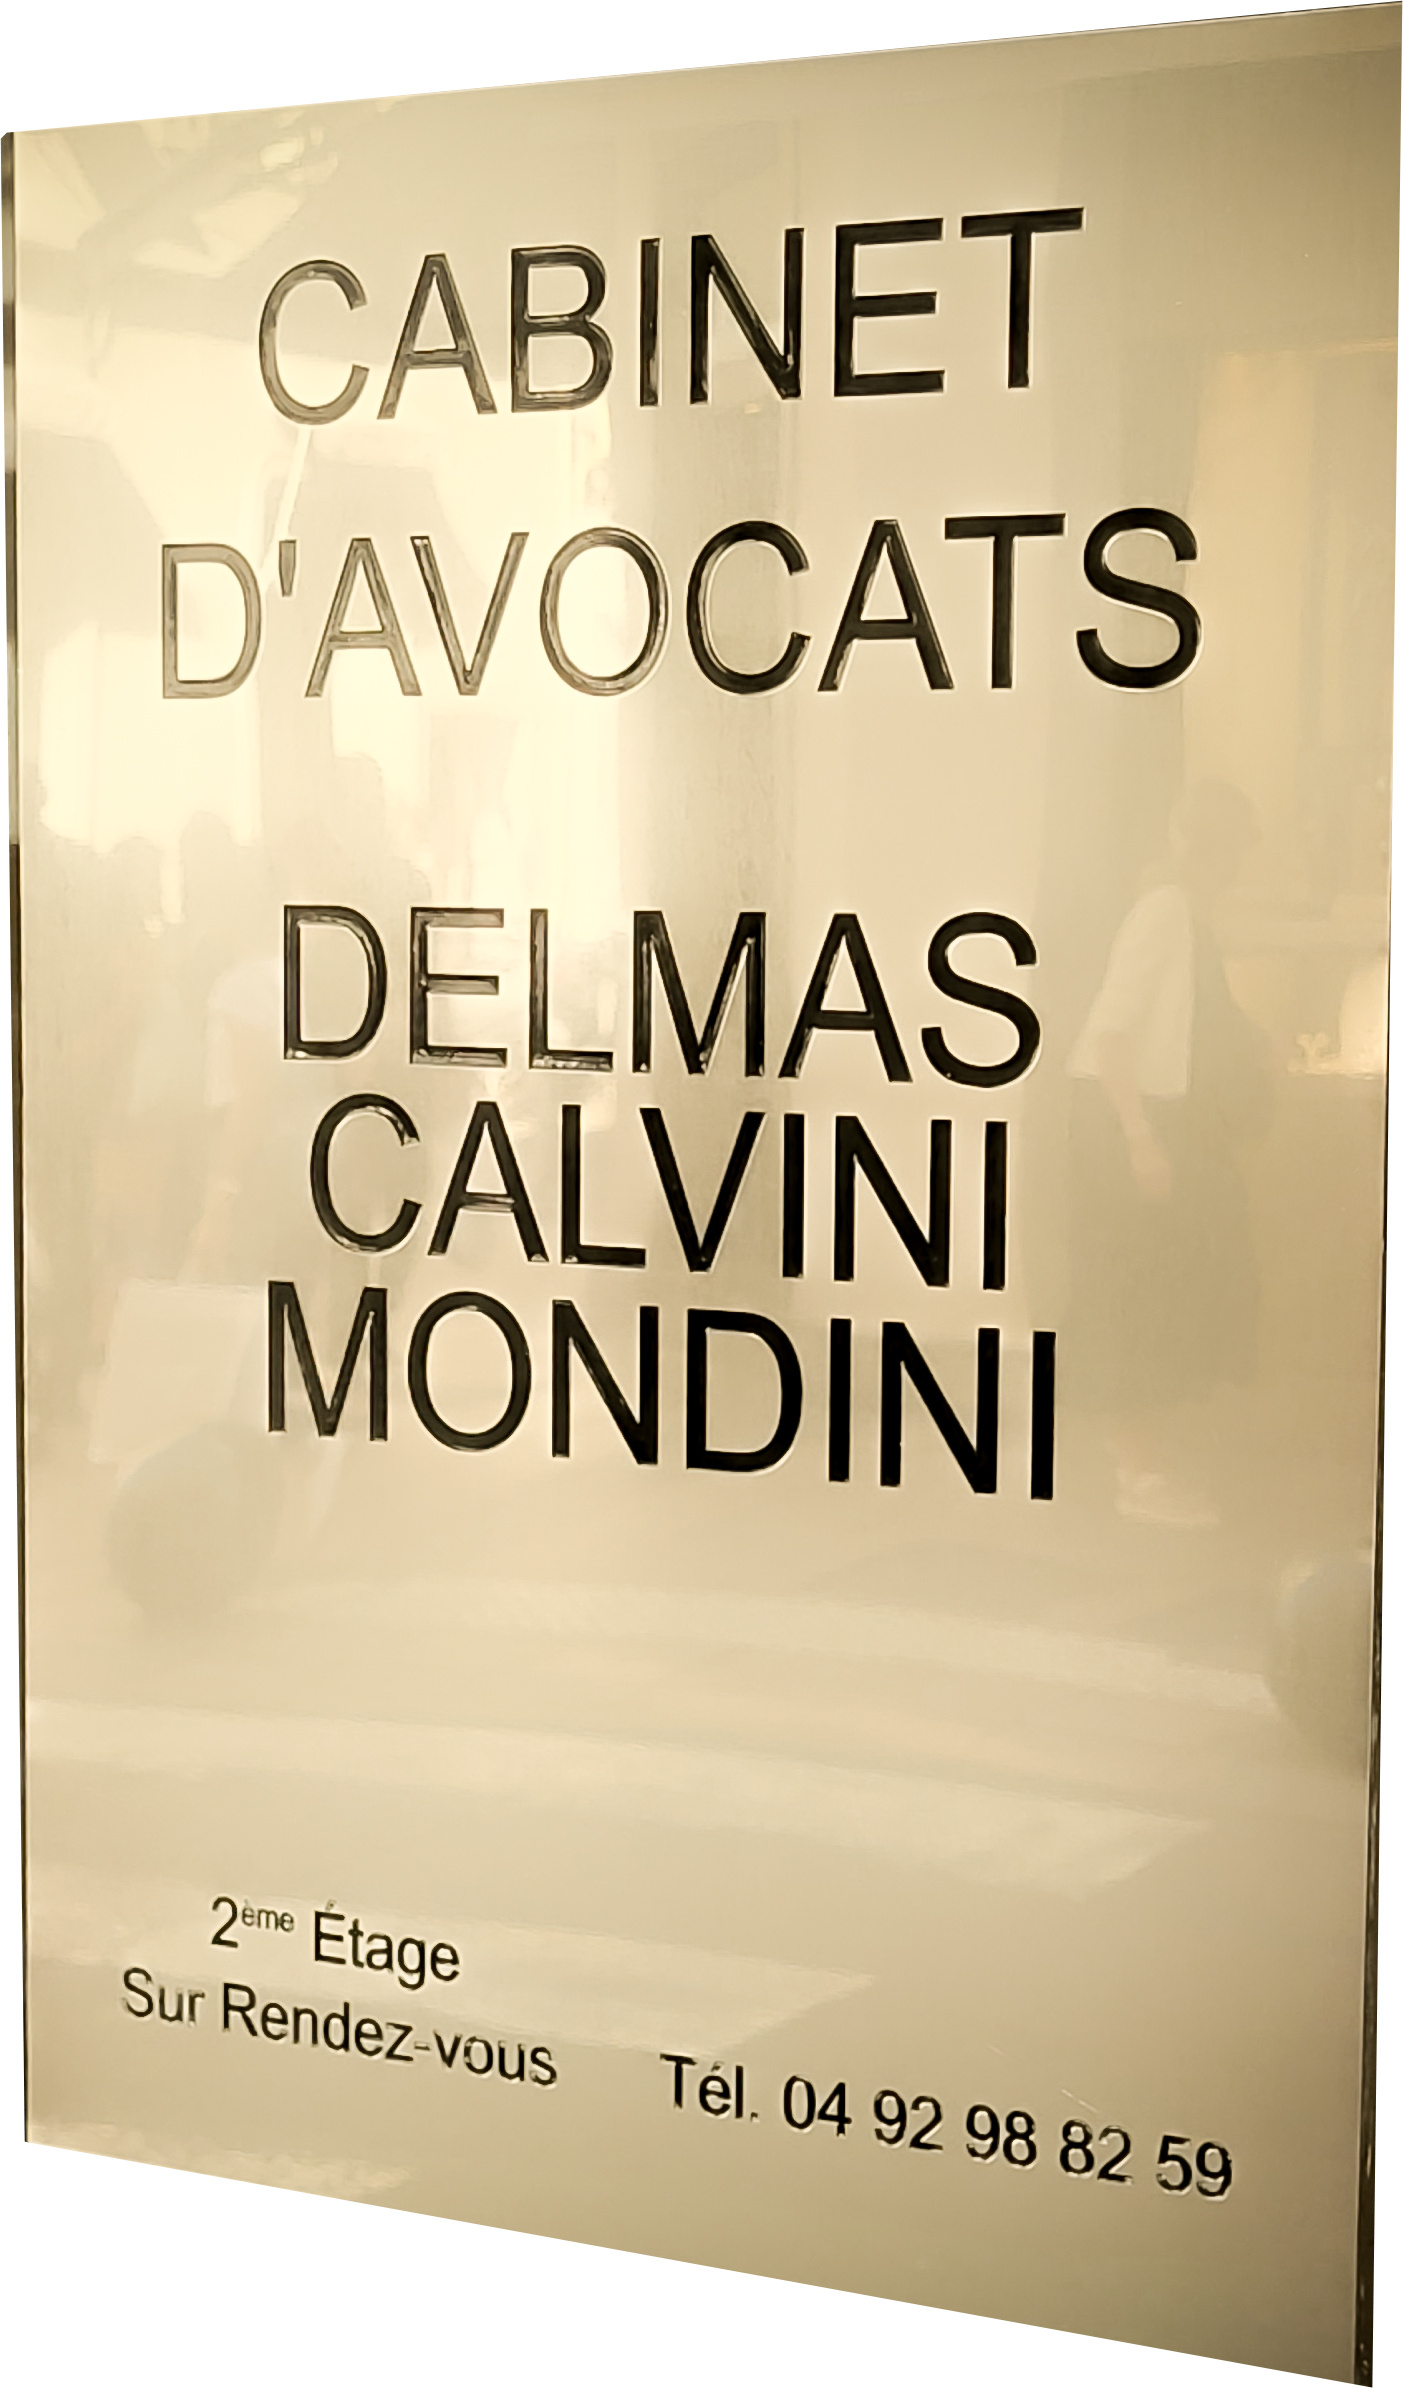 CABINET
D'AVOCATS
DELMAS
CALVINI
MONDINI
2ème Étage
Sur Rendez-vous Tél. 04 92 98 82 59